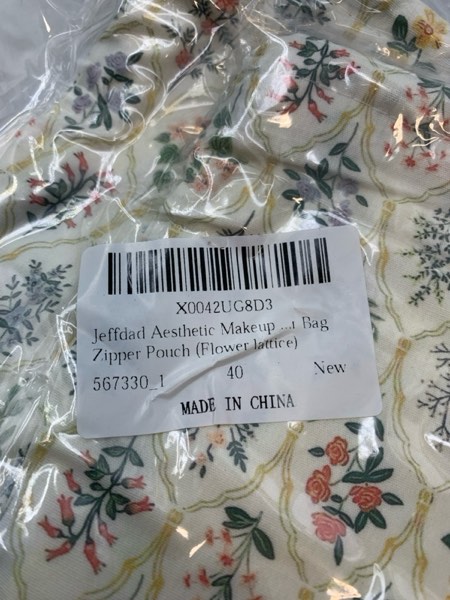 X0042UG8D3
Jeffdad Aesthetic Makeup ... Bag
Zipper Pouch (Flower lattice)
567330_1 40 New
MADE IN CHINA